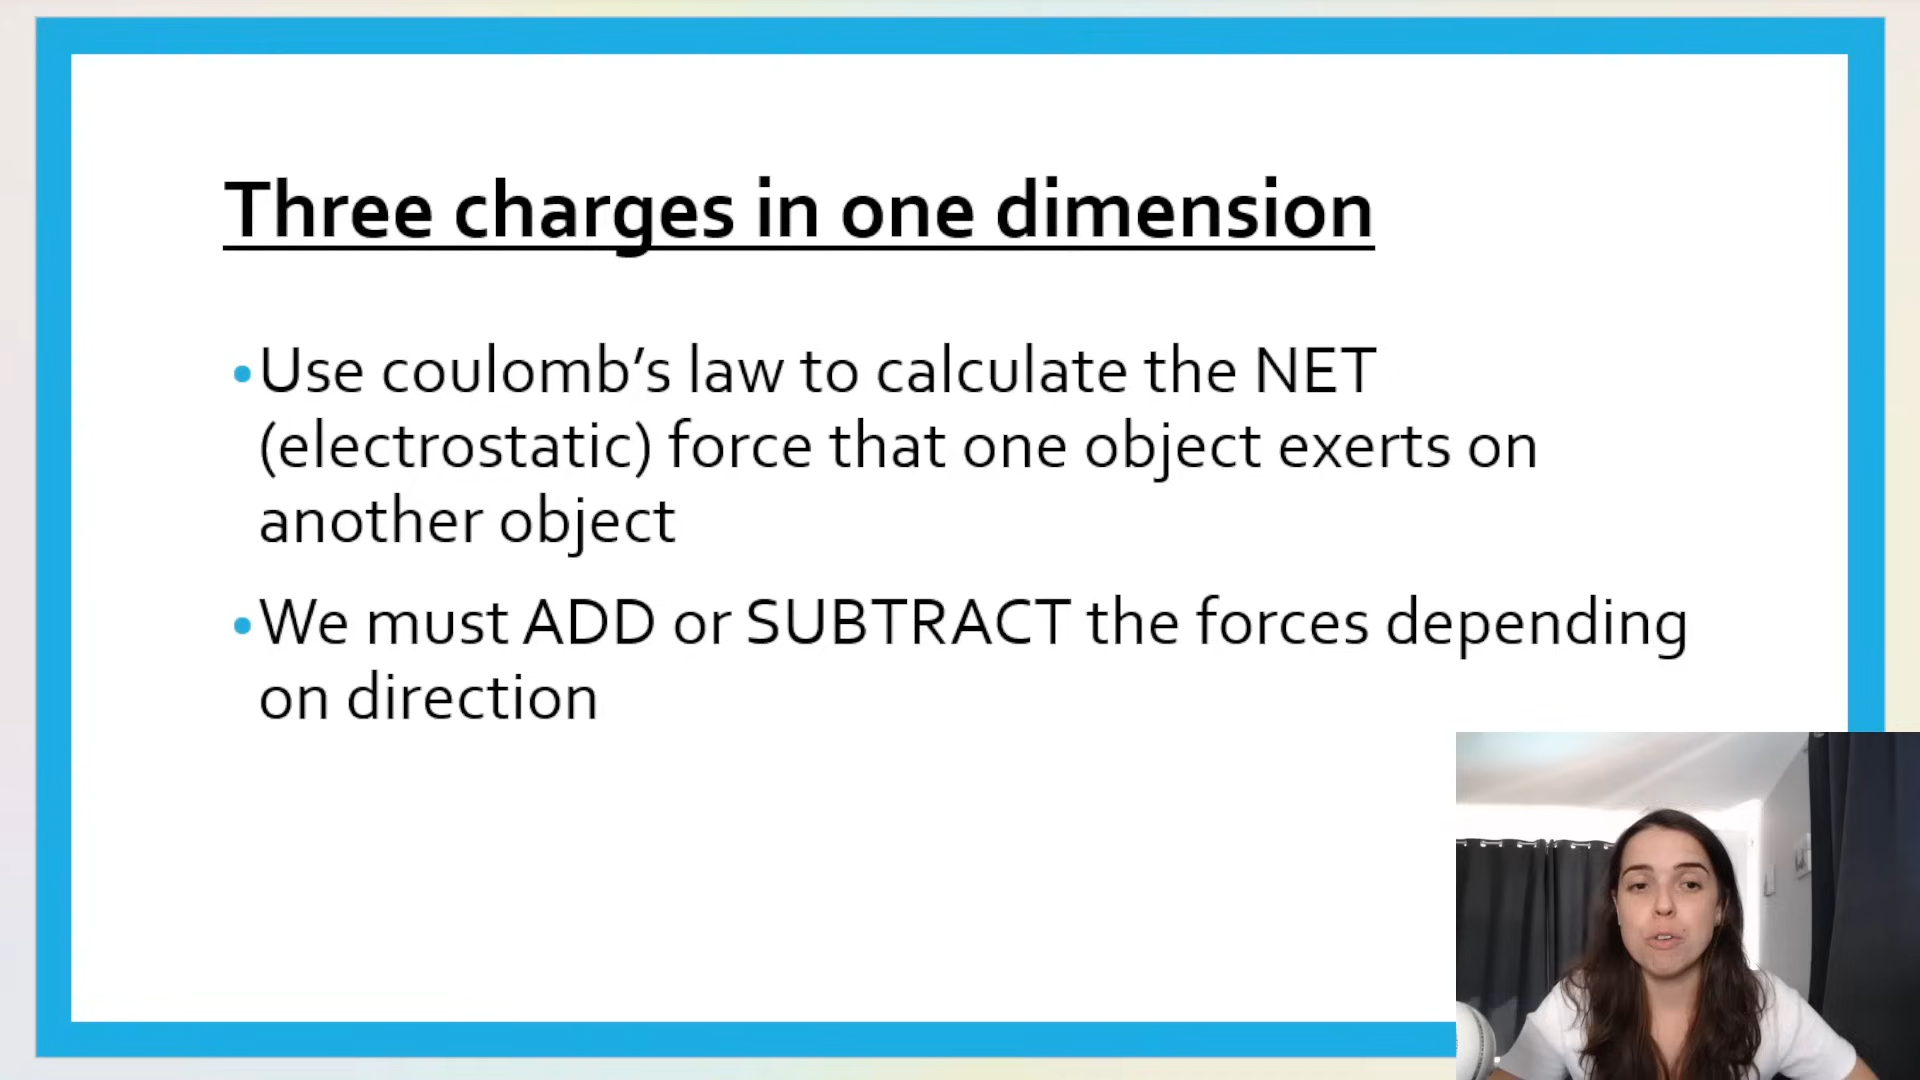 Three charges in one dimension
•Use coulomb’s law to calculate the NET
(electrostatic) force that one object exerts on
another object
•We must ADD or SUBTRACT the forces depending
on direction